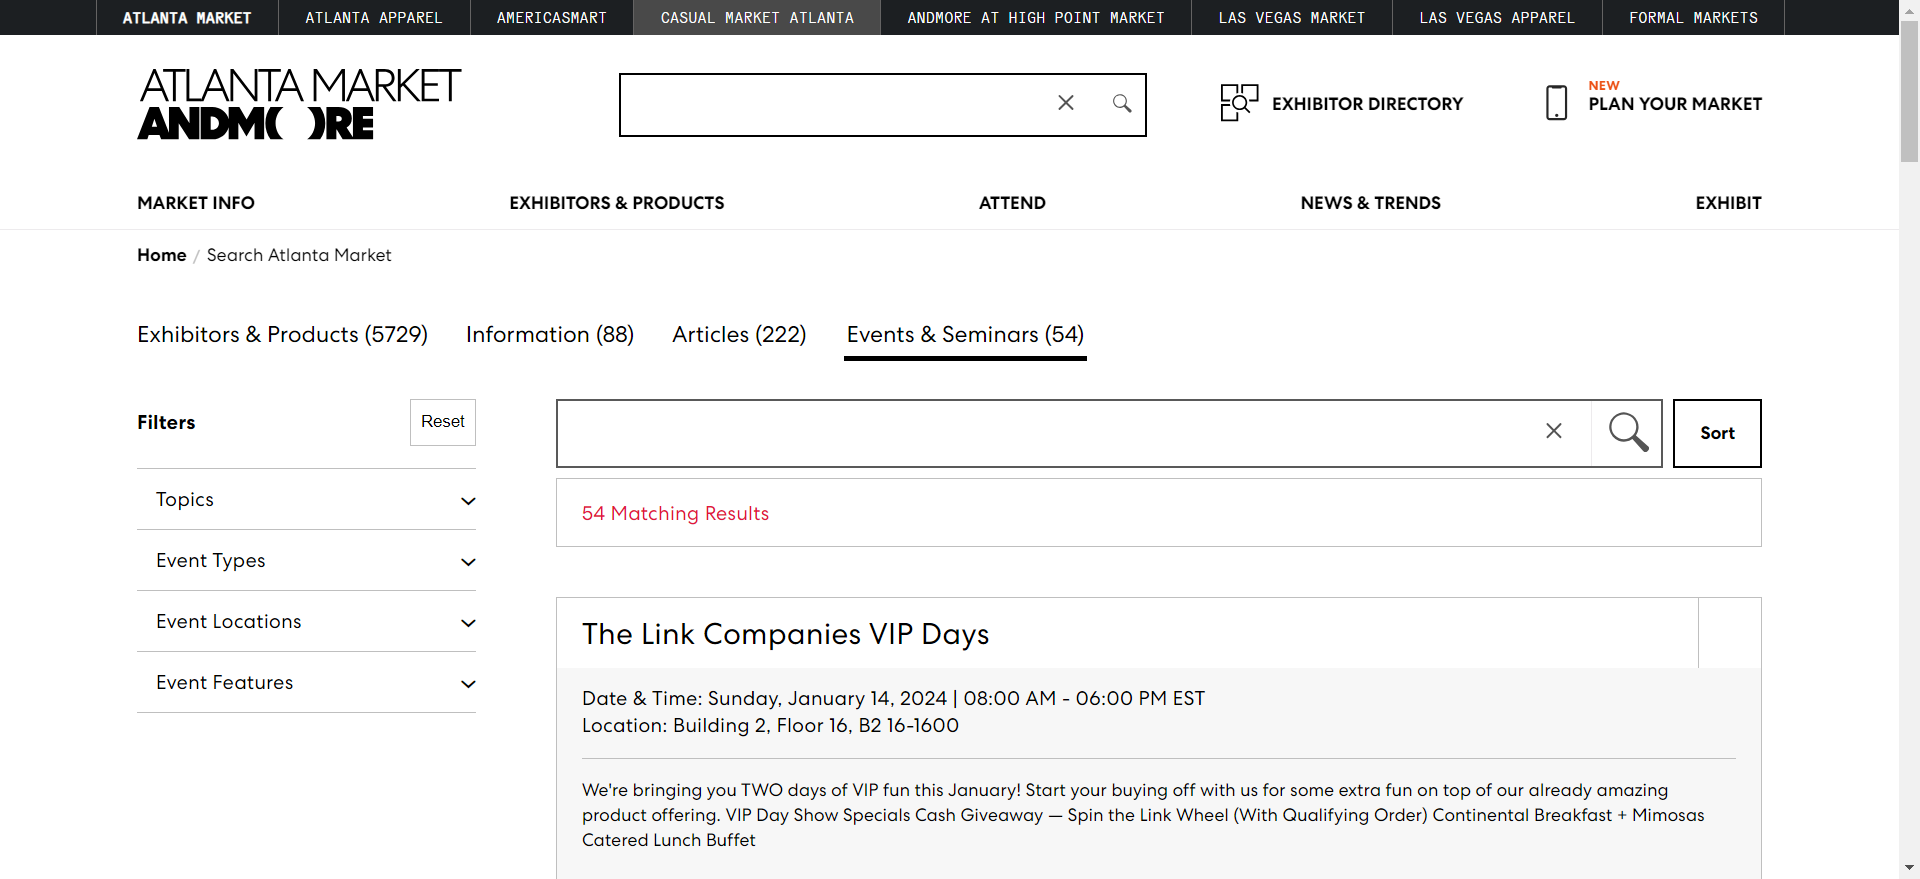 ATLANTA MARKET
ATLANTA APPAREL
AMERICASMART
CASUAL MARKET ATLANTA
ANDMORE AT HIGH POINT MARKET
LAS VEGAS MARKET
LAS VEGAS APPAREL
FORMAL MARKETS
ATLANTA MARKET
ANDMORE
EXHIBITOR DIRECTORY
NEW
PLAN YOUR MARKET
MARKET INFO
EXHIBITORS & PRODUCTS
ATTEND
NEWS & TRENDS
EXHIBIT
Home / Search Atlanta Market
Exhibitors & Products (5729)
Information (88)
Articles (222)
Events & Seminars (54)
Filters
Reset
Topics
Event Types
Event Locations
Event Features
Sort
54 Matching Results
The Link Companies VIP Days
Date & Time: Sunday, January 14, 2024 | 08:00 AM - 06:00 PM EST
Location: Building 2, Floor 16, B2 16-1600
We're bringing you TWO days of VIP fun this January! Start your buying off with us for some extra fun on top of our already amazing
product offering. VIP Day Show Specials Cash Giveaway — Spin the Link Wheel (With Qualifying Order) Continental Breakfast + Mimosas
Catered Lunch Buffet